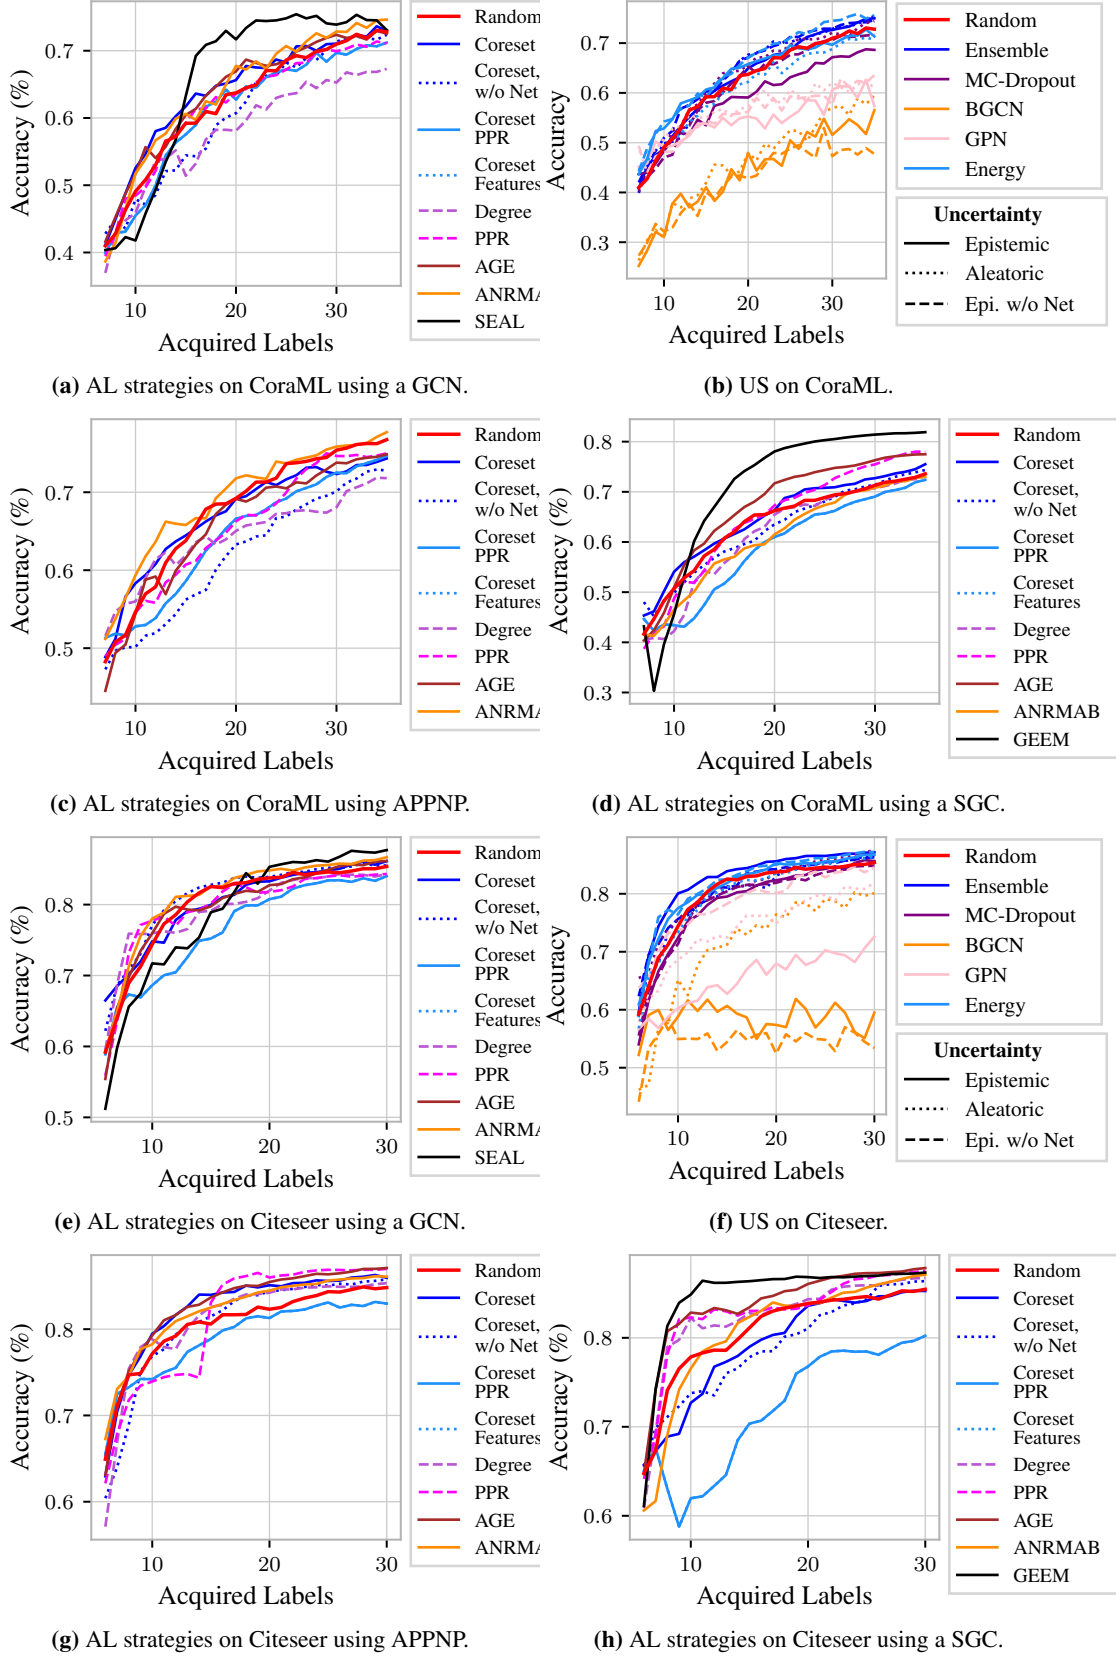 0.7
0.6
0.5
0.4
10
20
30
Accuracy (%)
Acquired Labels
Random
Coreset
Coreset,
w/o Net
Coreset
PPR
Coreset
Features
Degree
PPR
AGE
ANRMA
SEAL
(a) AL strategies on CoraML using a GCN.
0.7
0.6
0.5
0.4
0.3
10
20
30
Accuracy
Acquired Labels
Random
Ensemble
MC-Dropout
BGCN
GPN
Energy
Uncertainty
Epistemic
Aleatoric
Epi. w/o Net
(b) US on CoraML.
0.7
0.6
0.5
10
20
30
Accuracy (%)
Acquired Labels
Random
Coreset
Coreset,
w/o Net
Coreset
PPR
Coreset
Features
Degree
PPR
AGE
ANRMA
(c) AL strategies on CoraML using APPNP.
0.8
0.7
0.6
0.5
0.4
0.3
10
20
30
Accuracy (%)
Acquired Labels
Random
Coreset
Coreset,
w/o Net
Coreset
PPR
Coreset
Features
Degree
PPR
AGE
ANRMAB
GEEM
(d) AL strategies on CoraML using a SGC.
0.8
0.7
0.6
0.5
10
20
30
Accuracy (%)
Acquired Labels
Random
Coreset
Coreset,
w/o Net
Coreset
PPR
Coreset
Features
Degree
PPR
AGE
ANRMA
SEAL
(e) AL strategies on Citeseer using a GCN.
0.8
0.7
0.6
0.5
10
20
30
Accuracy
Acquired Labels
Random
Ensemble
MC-Dropout
BGCN
GPN
Energy
Uncertainty
Epistemic
Aleatoric
Epi. w/o Net
(f) US on Citeseer.
0.8
0.7
0.6
10
20
30
Accuracy (%)
Acquired Labels
Random
Coreset
Coreset,
w/o Net
Coreset
PPR
Coreset
Features
Degree
PPR
AGE
ANRMA
(g) AL strategies on Citeseer using APPNP.
0.8
0.7
0.6
10
20
30
Accuracy (%)
Acquired Labels
Random
Coreset
Coreset,
w/o Net
Coreset
PPR
Coreset
Features
Degree
PPR
AGE
ANRMAB
GEEM
(h) AL strategies on Citeseer using a SGC.